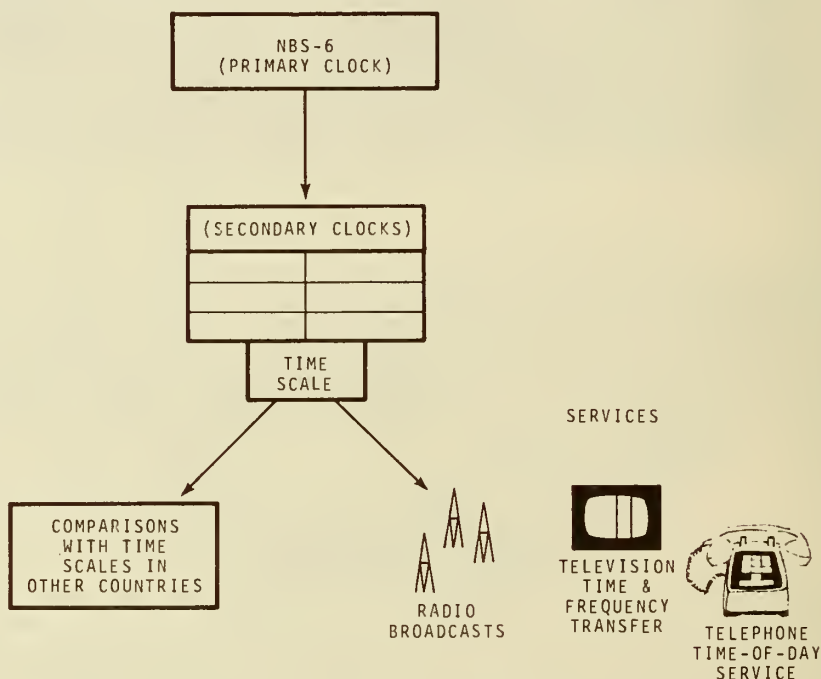 NBS-6
(PRIMARY CLOCK)
(SECONDARY CLOCKS)
TIME
SCALE
SERVICES
COMPARISONS
WITH TIME
SCALES IN
OTHER COUNTRIES
RADIO
BROADCASTS
TELEVISION
TIME &
FREQUENCY
TRANSFER
TELEPHONE
TIME-OF-DAY
SERVICE